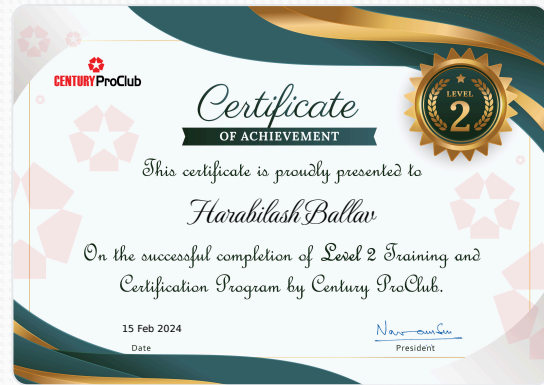 CENTURY ProClub
Certificate
OF ACHIEVEMENT
LEVEL
2
This certificate is proudly presented to
Harabilash Ballav
On the successful completion of Level 2 Training and
Certification Program by Century ProClub.
15 Feb 2024
Date
President